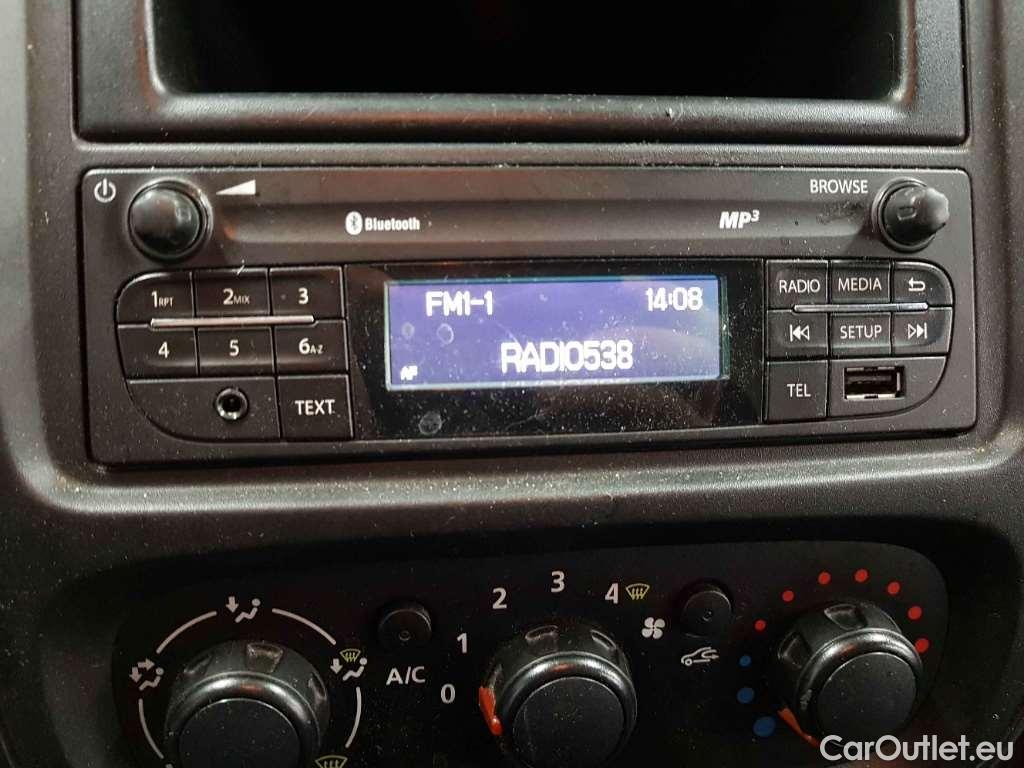 BROWSE
Bluetooth
MP3
1RPT 2MIX 3
4 5 6A-Z
TEXT
FM1-1 14:08
RADIO538
AF
RADIO MEDIA
SETUP
TEL
A/C
0 1 2 3 4
CarOutlet.eu